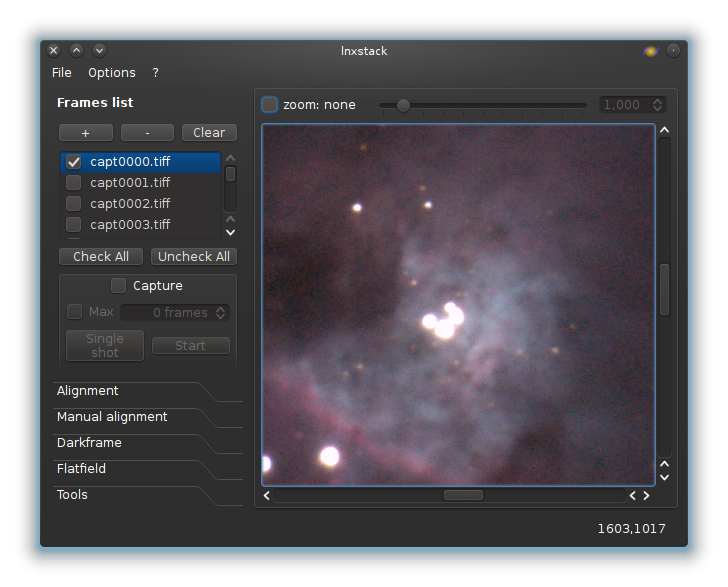 lnxstack
File Options ?
Frames list
+ - Clear
capt0000.tiff
capt0001.tiff
capt0002.tiff
capt0003.tiff
Check All Uncheck All
Capture
Max 0 frames
Single shot
Start
Alignment
Manual alignment
Darkframe
Flatfield
Tools
zoom: none 1,000
1603,1017